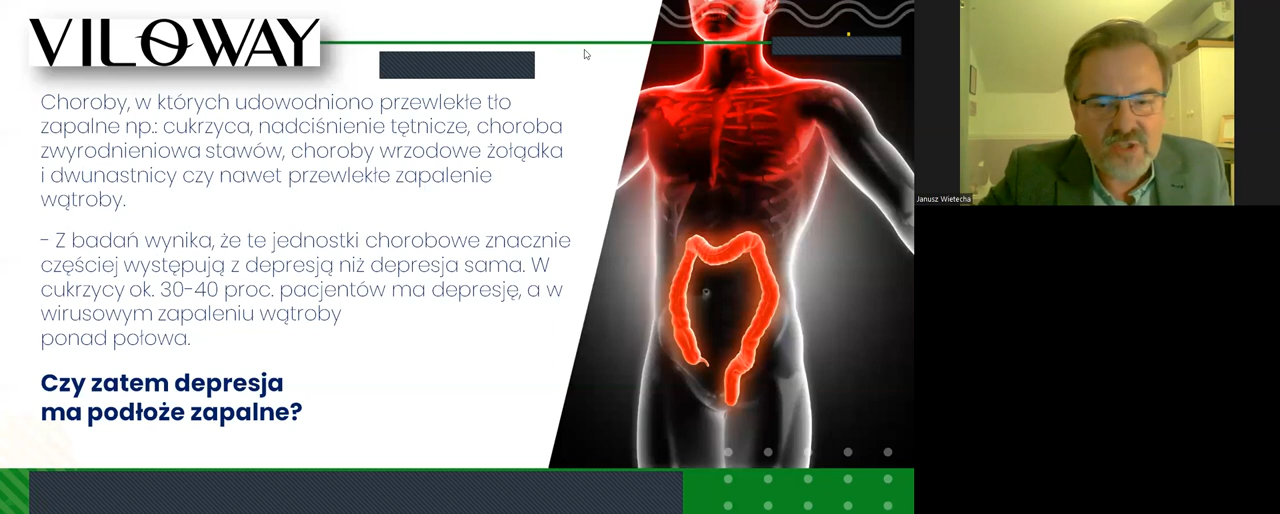 VILOWAY
Choroby, w których udowodniono przewlekłe tło
zapalne np.: cukrzyca, nadciśnienie tętnicze, choroba
zwyrodnieniowa stawów, choroby wrzodowe żołądka
i dwunastnicy czy nawet przewlekłe zapalenie
wątroby.
- Z badań wynika, że te jednostki chorobowe znacznie
częściej występują z depresją niż depresja sama. W
cukrzycy ok. 30-40 proc. pacjentów ma depresję, a w
wirusowym zapaleniu wątroby
ponad połowa.
Czy zatem depresja
ma podłoże zapalne?
Janusz Wietecha